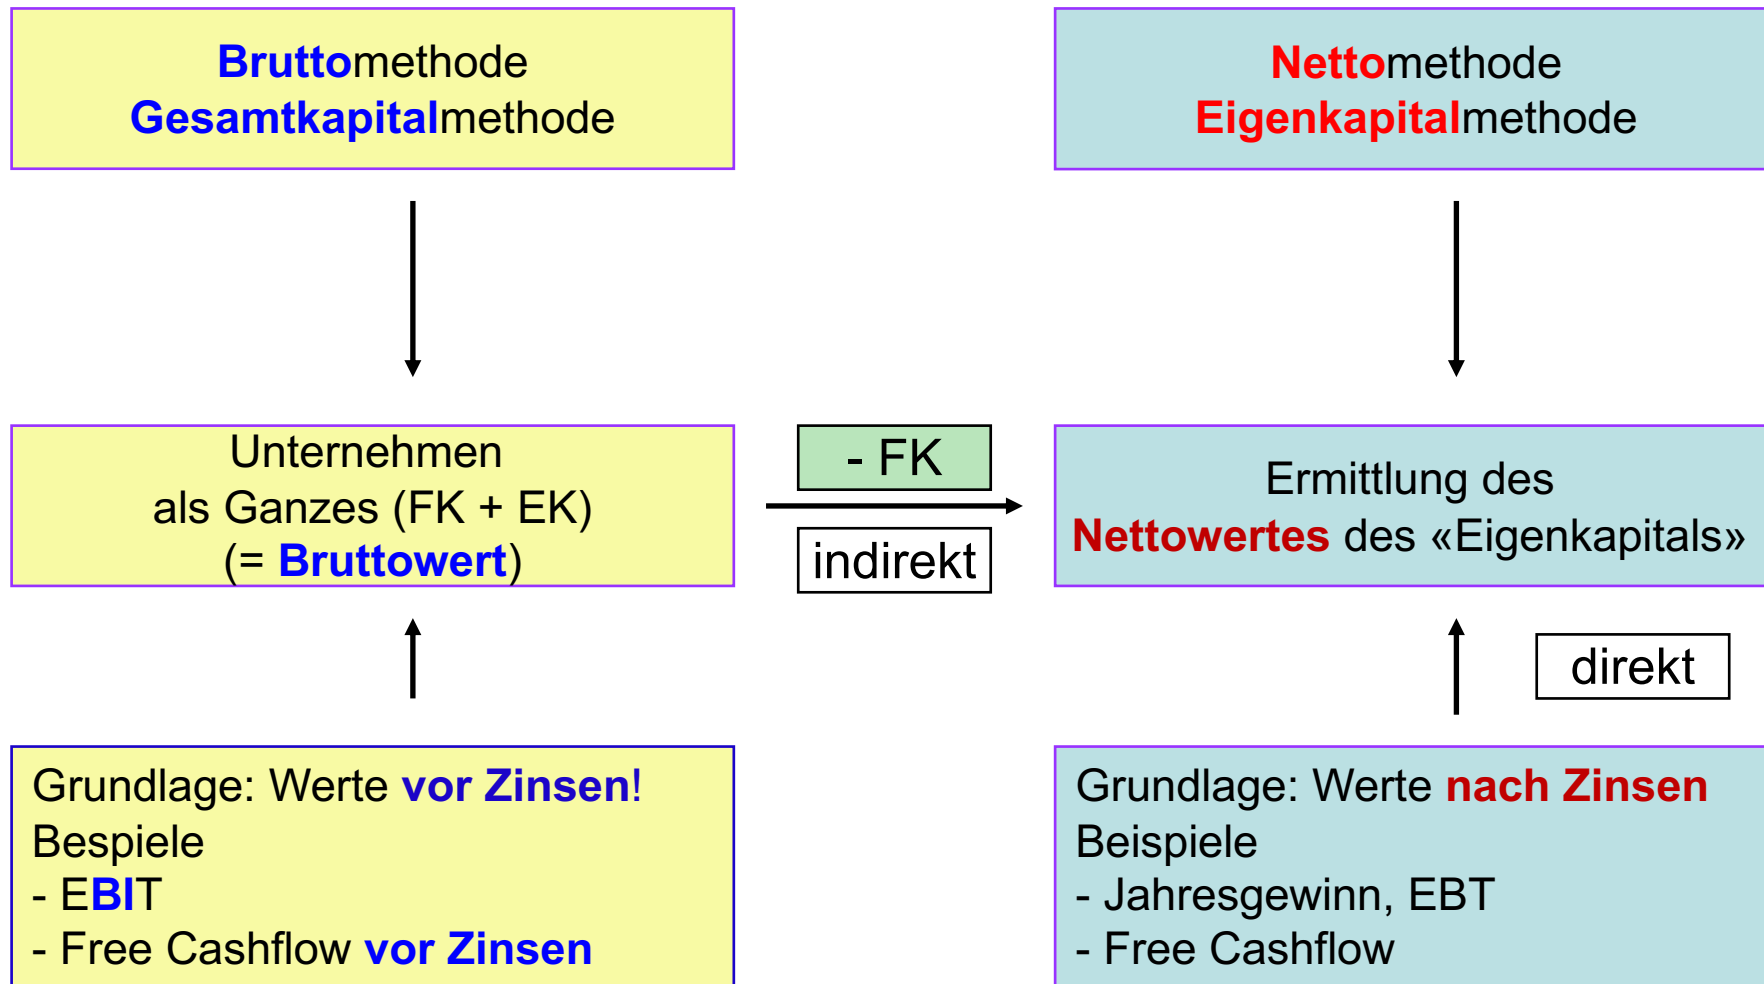 Bruttomethode
Gesamtkapitalmethode
Nettomethode
Eigenkapitalmethode
Unternehmen
als Ganzes (FK + EK)
(= Bruttowert)
- FK
indirekt
Ermittlung des
Nettowertes des «Eigenkapitals»
direkt
Grundlage: Werte vor Zinsen!
Bespiele
- EBIT
- Free Cashflow vor Zinsen
Grundlage: Werte nach Zinsen
Beispiele
- Jahresgewinn, EBT
- Free Cashflow